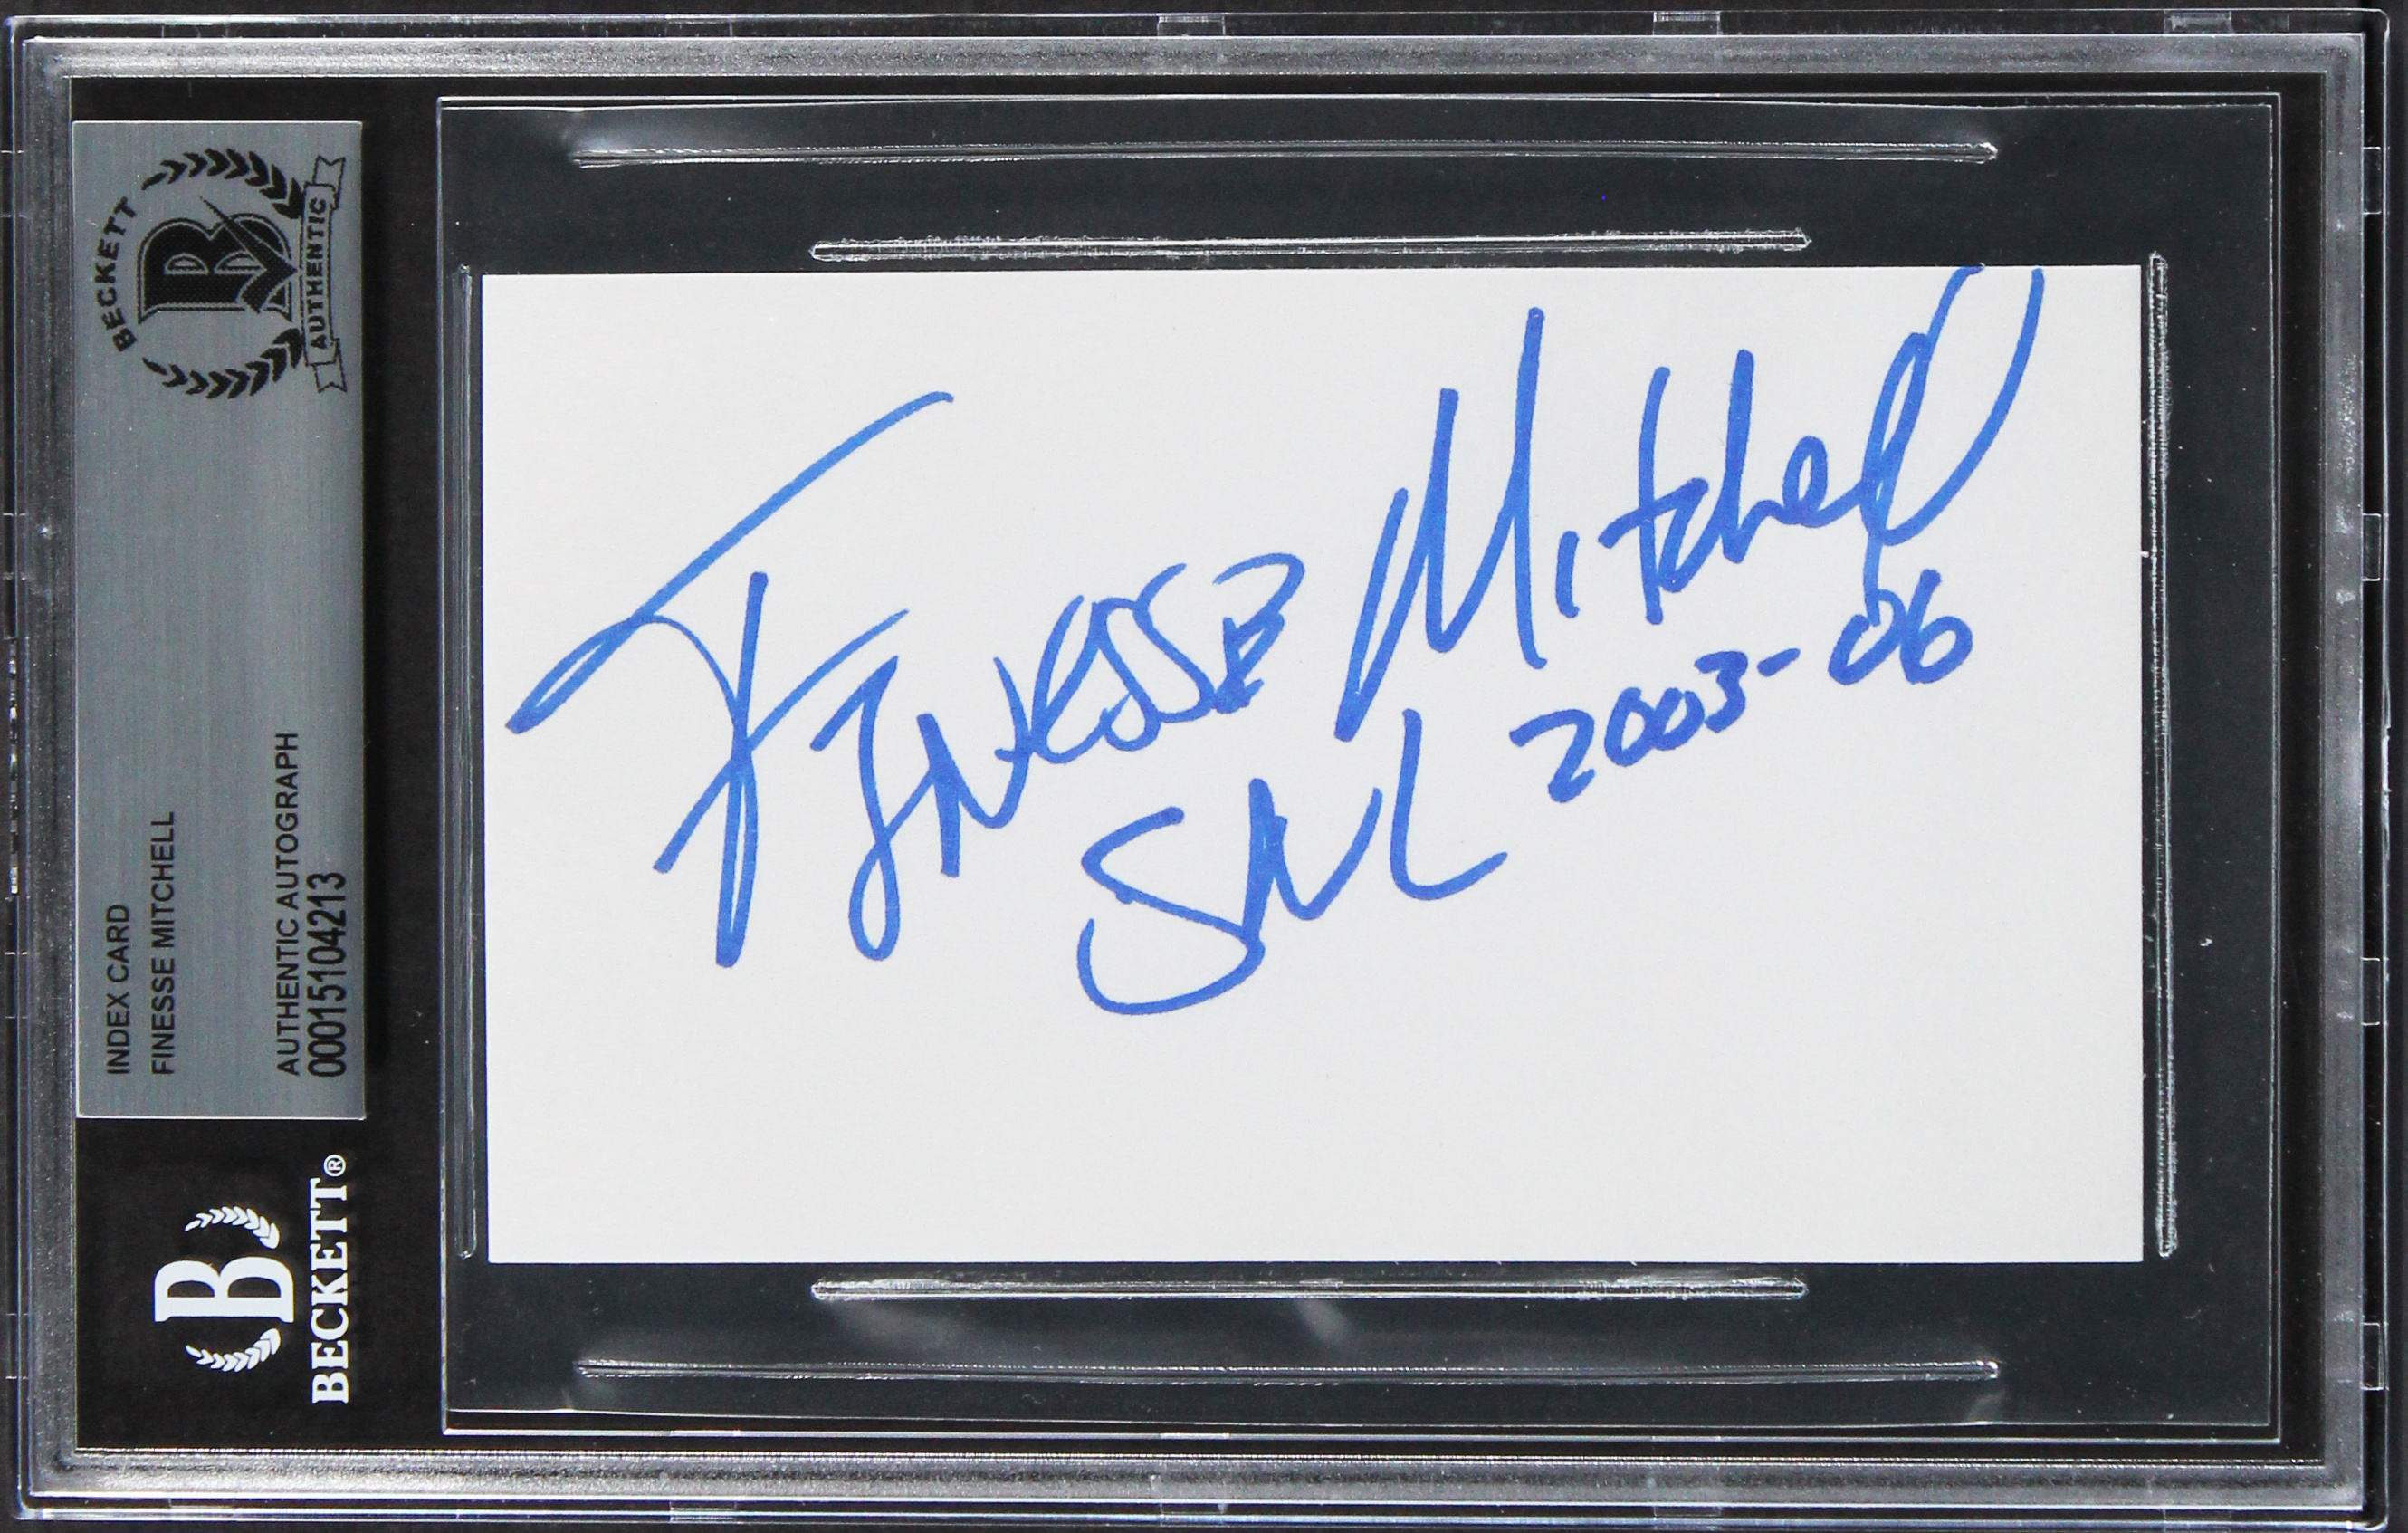 BECKETT
B
AUTHENTIC
INDEX CARD
FINESSE MITCHELL
AUTHENTIC AUTOGRAPH
00015104213
B
BECKETT®
FINESSE Mitchell
SNL 2003-06